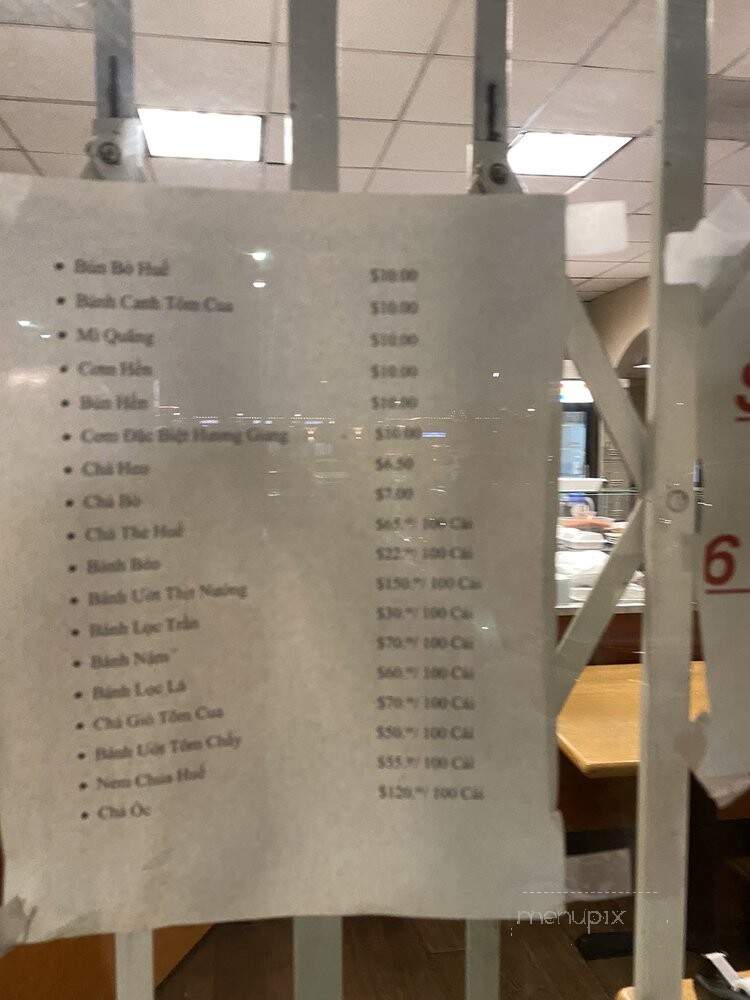 • Bún Bò Huế $10.00
• Bánh Canh Tôm Cua $10.00
• Mì Quảng $10.00
• Cơm Hến $10.00
• Bún Hến $10.00
• Cơm Đặc Biệt Hương Giang $10.00
• Chả Heo $6.50
• Chả Bò $7.00
• Chả Thẻ Huế $65.⁰⁰/ 100 Cái
• Bánh Bèo $22.⁰⁰/ 100 Cái
• Bánh Ướt Thịt Nướng $150.⁰⁰/ 100 Cái
• Bánh Lọc Trần $30.⁰⁰/ 100 Cái
• Bánh Nậm $70.⁰⁰/ 100 Cái
• Bánh Lọc Lá $60.⁰⁰/ 100 Cái
• Chả Giò Tôm Cua $70.⁰⁰/ 100 Cái
• Bánh Ướt Tôm Chấy $50.⁰⁰/ 100 Cái
• Nem Chua Huế $55.⁰⁰/ 100 Cái
• Chả Ốc $120.⁰⁰/ 100 Cái
6
menupix